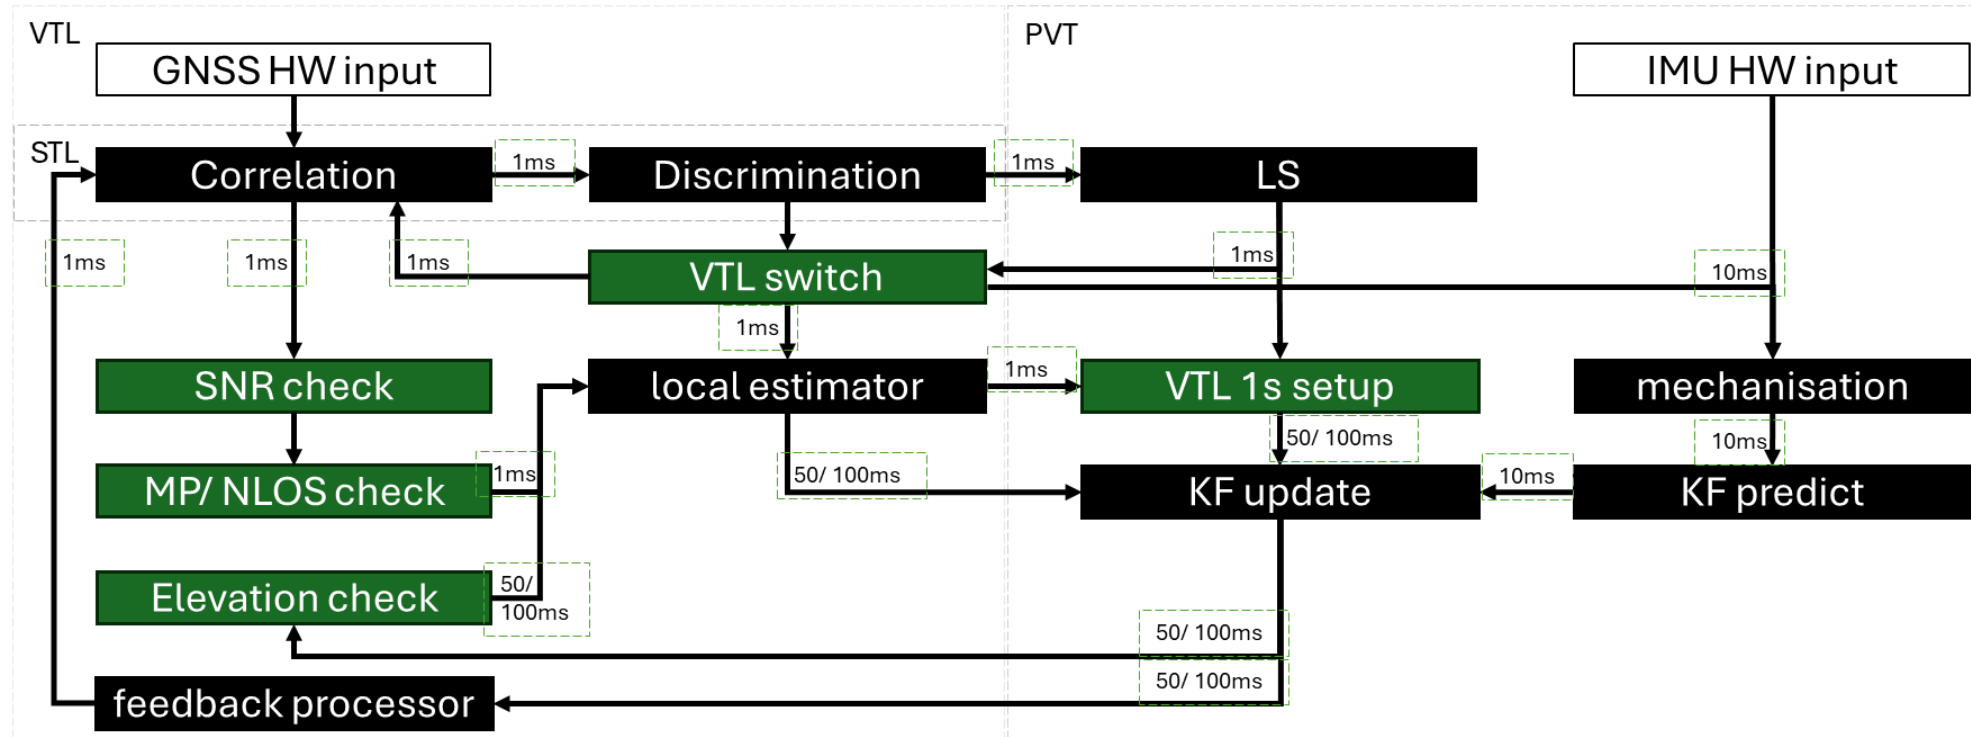 VTL
PVT
GNSS HW input
IMU HW input
STL
Correlation
1ms
Discrimination
1ms
LS
1ms
1ms
1ms
VTL switch
1ms
10ms
1ms
SNR check
local estimator
1ms
VTL 1s setup
mechanisation
50/ 100ms
10ms
MP/ NLOS check
1ms
50/ 100ms
KF update
10ms
KF predict
Elevation check
50/
100ms
50/ 100ms
50/ 100ms
feedback processor